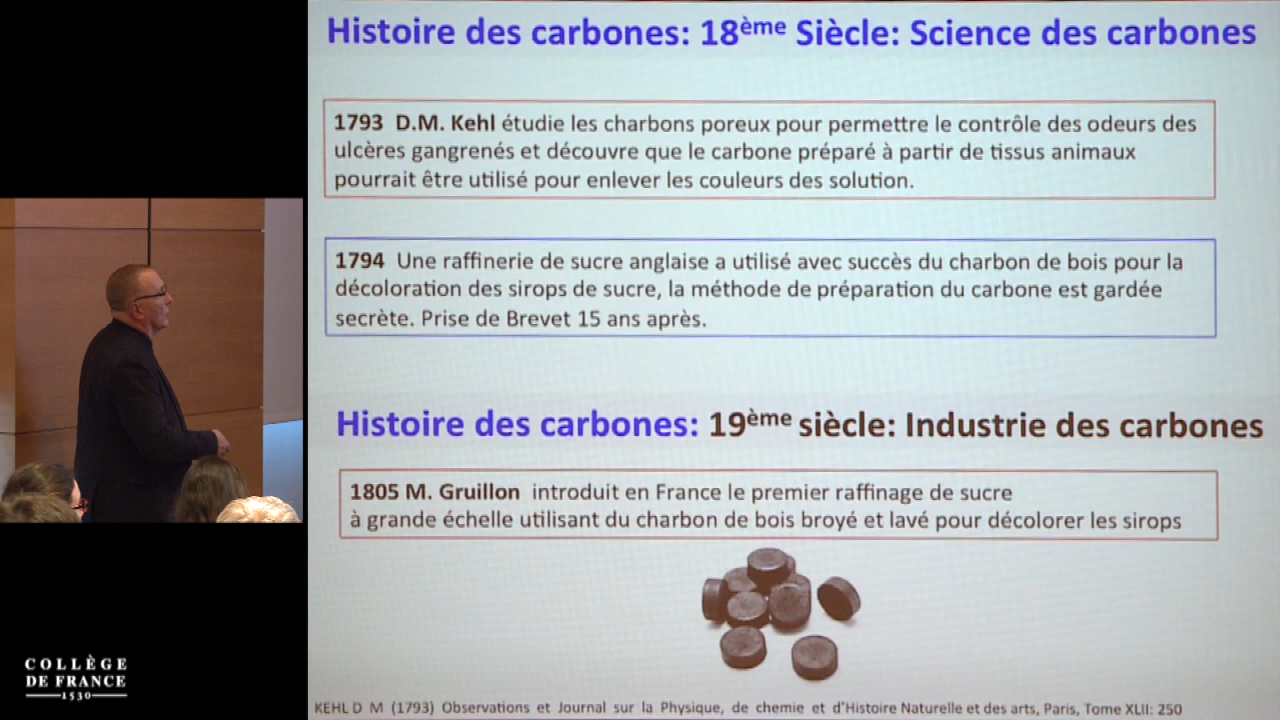 Histoire des carbones: 18ème Siècle: Science des carbones
1793 D.M. Kehl étudie les charbons poreux pour permettre le contrôle des odeurs des
ulcères gangrenés et découvre que le carbone préparé à partir de tissus animaux
pourrait être utilisé pour enlever les couleurs des solution.
1794 Une raffinerie de sucre anglaise a utilisé avec succès du charbon de bois pour la
décoloration des sirops de sucre, la méthode de préparation du carbone est gardée
secrète. Prise de Brevet 15 ans après.
Histoire des carbones: 19ème siècle: Industrie des carbones
1805 M. Gruillon introduit en France le premier raffinage de sucre
à grande échelle utilisant du charbon de bois broyé et lavé pour décolorer les sirops
KEHL D M (1793) Observations et Journal sur la Physique, de chemie et d'Histoire Naturelle et des arts, Paris, Tome XLII: 250
COLLÈGE
DE FRANCE
1530